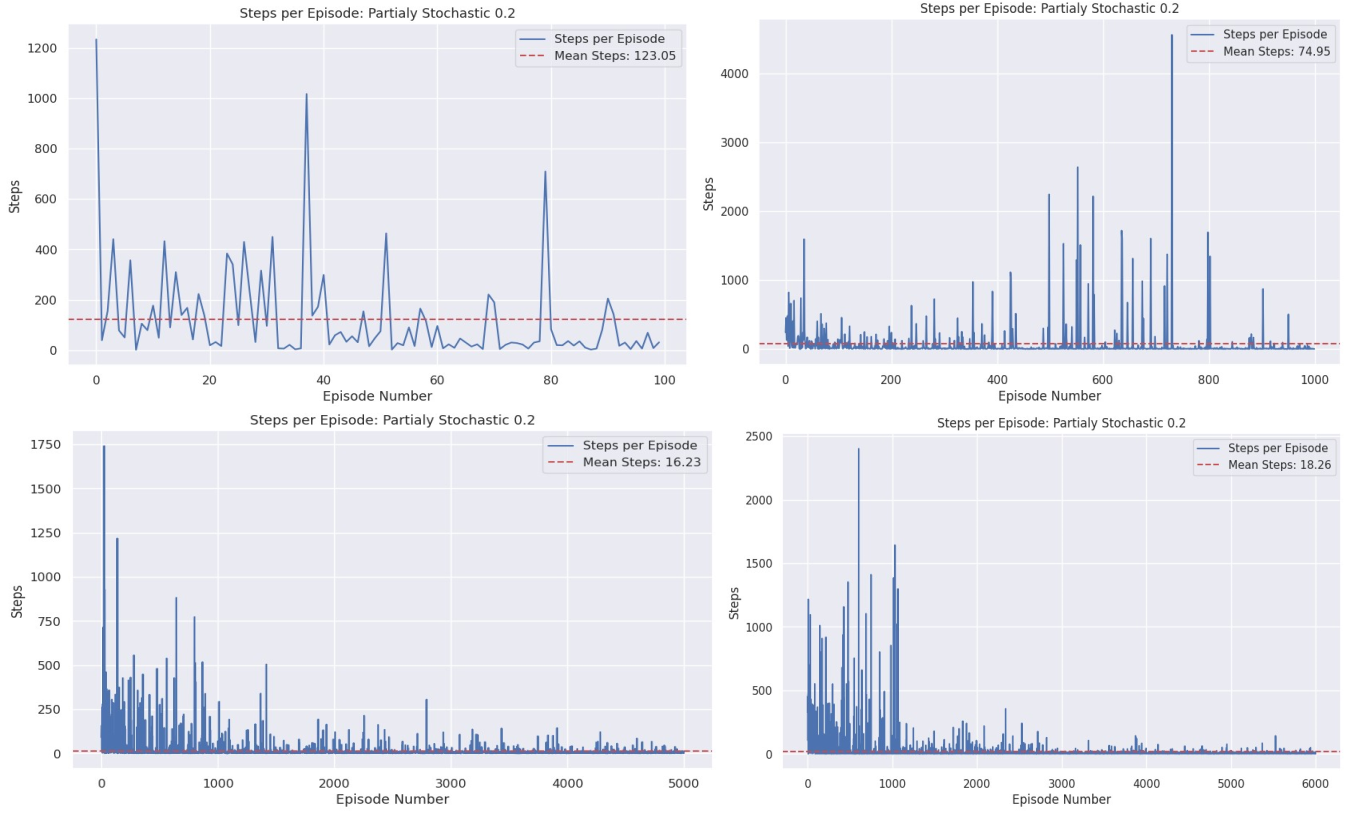 Steps per Episode: Partialy Stochastic 0.2
Steps per Episode
Mean Steps: 123.05
Steps
1200
1000
800
600
400
200
0
0 20 40 60 80 100
Episode Number
Steps per Episode: Partialy Stochastic 0.2
Steps per Episode
Mean Steps: 74.95
Steps
4000
3000
2000
1000
0
0 200 400 600 800 1000
Episode Number
Steps per Episode: Partialy Stochastic 0.2
Steps per Episode
Mean Steps: 16.23
Steps
1750
1500
1250
1000
750
500
250
0
0 1000 2000 3000 4000 5000
Episode Number
Steps per Episode: Partialy Stochastic 0.2
Steps per Episode
Mean Steps: 18.26
Steps
2500
2000
1500
1000
500
0
0 1000 2000 3000 4000 5000 6000
Episode Number